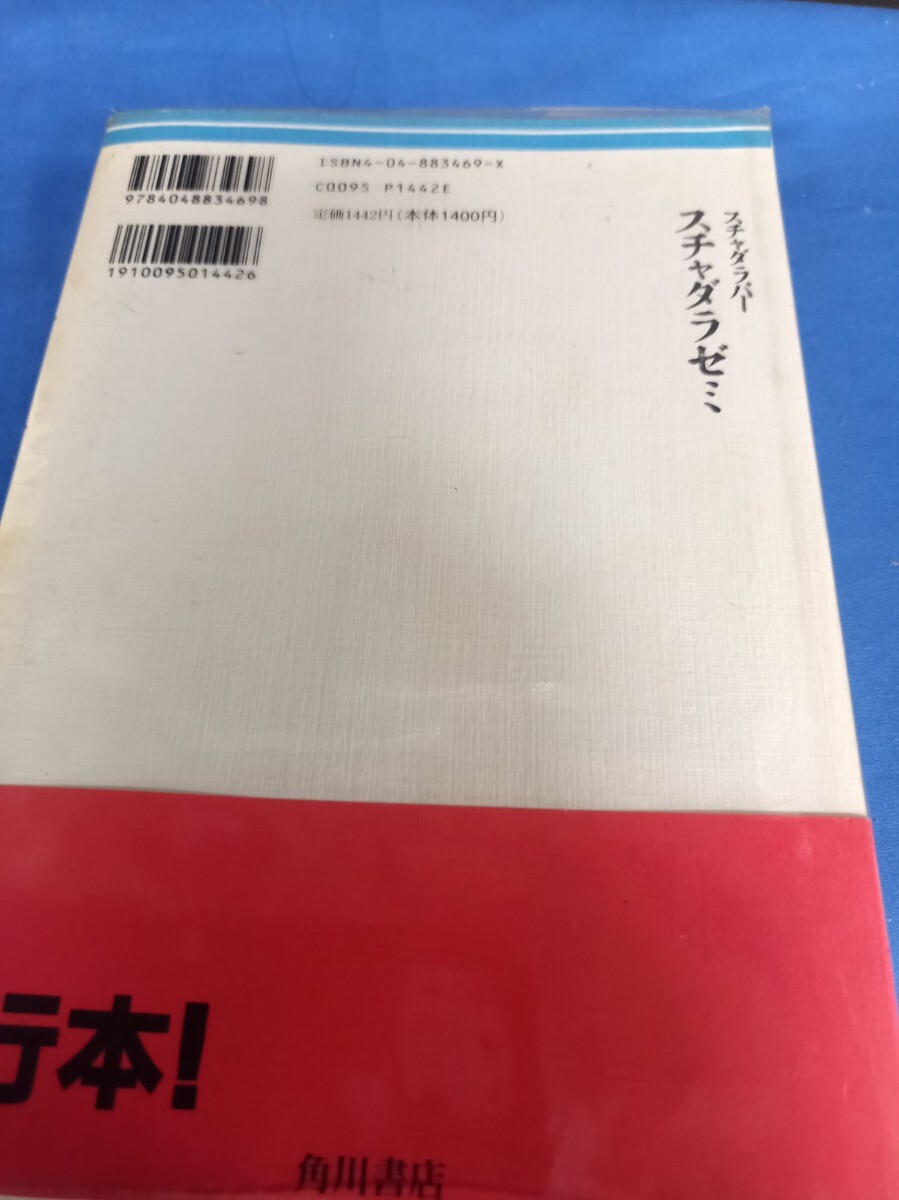 ISBN4-04-883469-X
C0095 P1442E
定価1442円(本体1400円)
9784048834698
1910095014426
スチャダラパー
スチャダラゼミ
行本!
角川書店